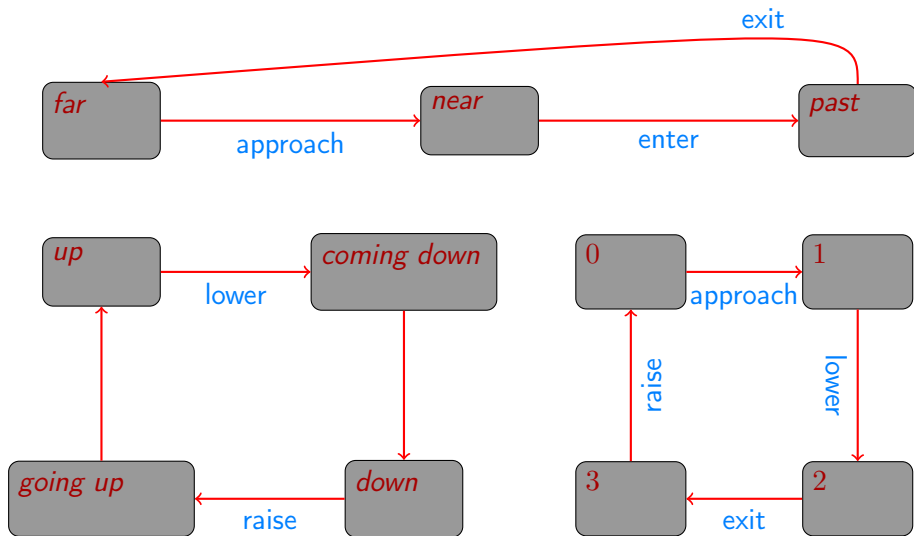 exit
far
near
past
approach
enter
up
coming down
lower
going up
down
raise
0
1
approach
raise
lower
3
2
exit